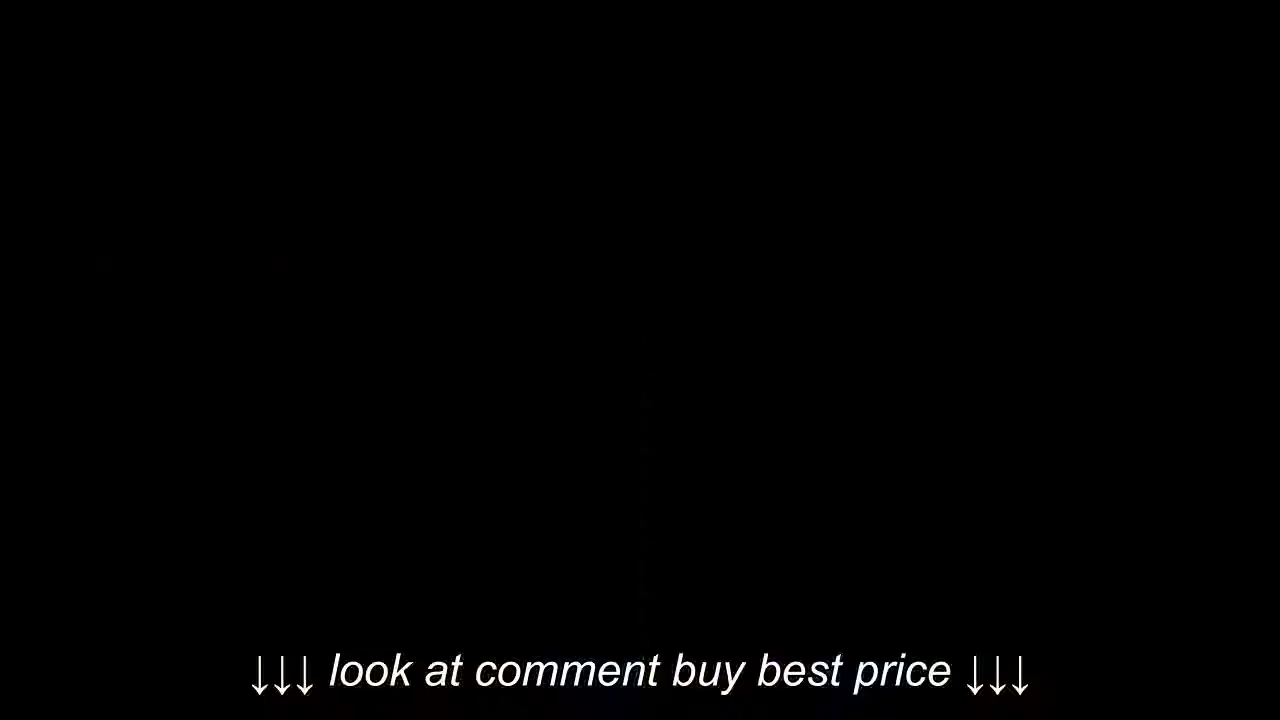 ↓↓↓ look at comment buy best price ↓↓↓